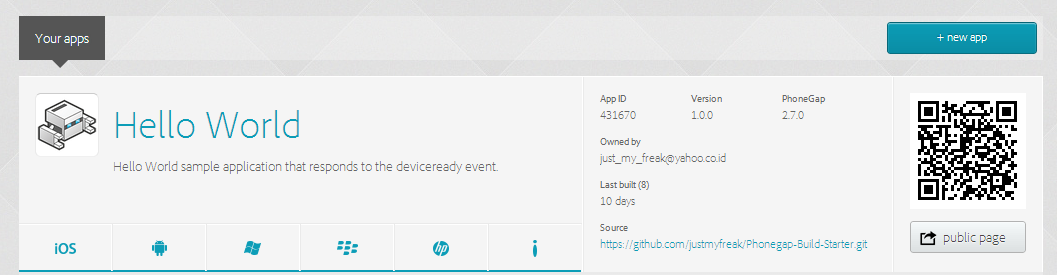 Your apps
+ new app
Hello World
Hello World sample application that responds to the deviceready event.
iOS
hp
App ID
431670
Version
1.0.0
PhoneGap
2.7.0
Owned by
just_my_freak@yahoo.co.id
Last built (8)
10 days
Source
https://github.com/justmyfreak/Phonegap-Build-Starter.git
public page